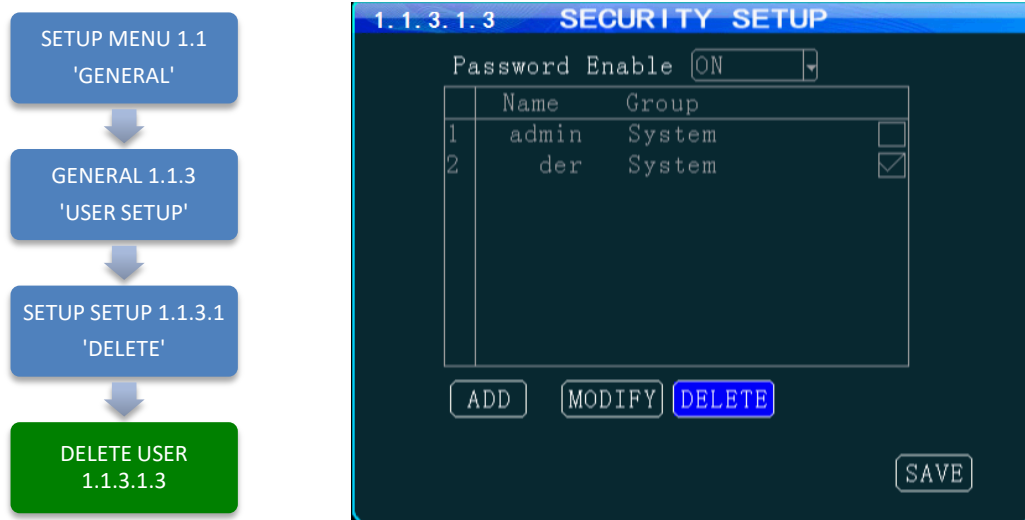 SETUP MENU 1.1
'GENERAL'
GENERAL 1.1.3
'USER SETUP'
SETUP SETUP 1.1.3.1
'DELETE'
DELETE USER
1.1.3.1.3
1.1.3.1.3 SECURITY SETUP
Password Enable ON
Name Group
1 admin System
2 der System
ADD MODIFY DELETE
SAVE